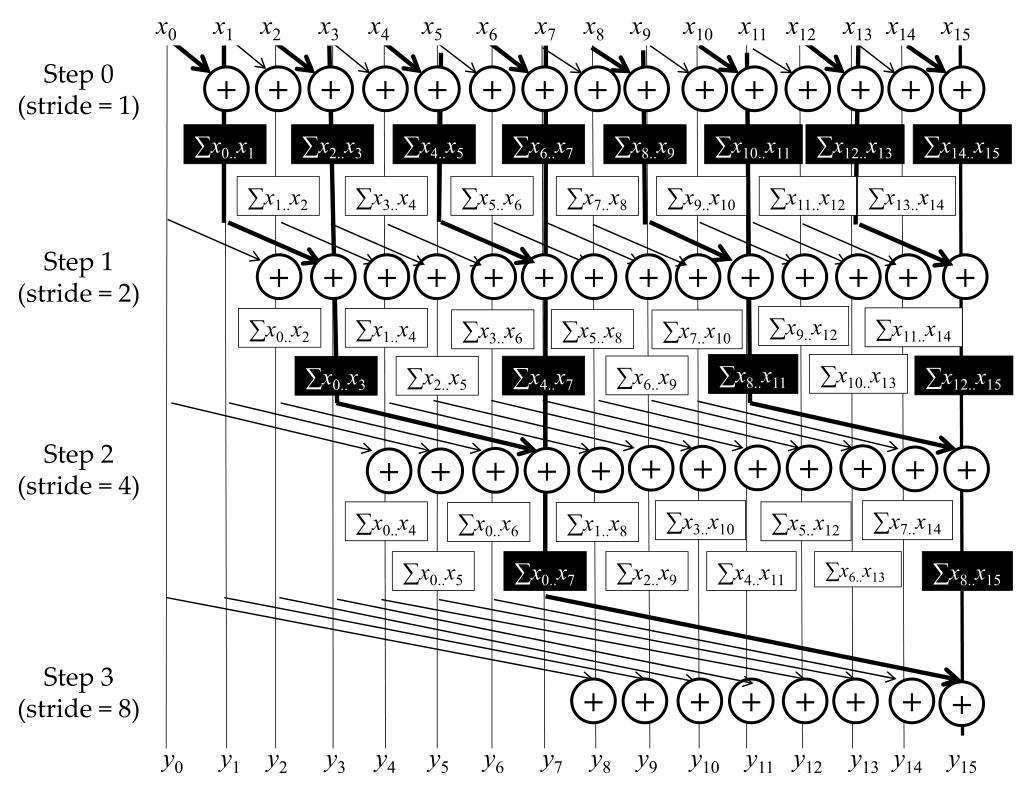 x₀ x₁ x₂ x₃ x₄ x₅ x₆ x₇ x₈ x₉ x₁₀ x₁₁ x₁₂ x₁₃ x₁₄ x₁₅
Step 0
(stride = 1)
+ + + + + + + + + + + + + + +
∑x₀..x₁ ∑x₂..x₃ ∑x₄..x₅ ∑x₆..x₇ ∑x₈..x₉ ∑x₁₀..x₁₁ ∑x₁₂..x₁₃ ∑x₁₄..x₁₅
∑x₁..x₂ ∑x₃..x₄ ∑x₅..x₆ ∑x₇..x₈ ∑x₉..x₁₀ ∑x₁₁..x₁₂ ∑x₁₃..x₁₄
Step 1
(stride = 2)
+ + + + + + + + + + + + + +
∑x₀..x₂ ∑x₁..x₄ ∑x₃..x₆ ∑x₅..x₈ ∑x₇..x₁₀ ∑x₉..x₁₂ ∑x₁₁..x₁₄
∑x₀..x₃ ∑x₂..x₅ ∑x₄..x₇ ∑x₆..x₉ ∑x₈..x₁₁ ∑x₁₀..x₁₃ ∑x₁₂..x₁₅
Step 2
(stride = 4)
+ + + + + + + + + + + +
∑x₀..x₄ ∑x₀..x₆ ∑x₁..x₈ ∑x₃..x₁₀ ∑x₅..x₁₂ ∑x₇..x₁₄
∑x₀..x₅ ∑x₀..x₇ ∑x₂..x₉ ∑x₄..x₁₁ ∑x₆..x₁₃ ∑x₈..x₁₅
Step 3
(stride = 8)
+ + + + + + + +
y₀ y₁ y₂ y₃ y₄ y₅ y₆ y₇ y₈ y₉ y₁₀ y₁₁ y₁₂ y₁₃ y₁₄ y₁₅